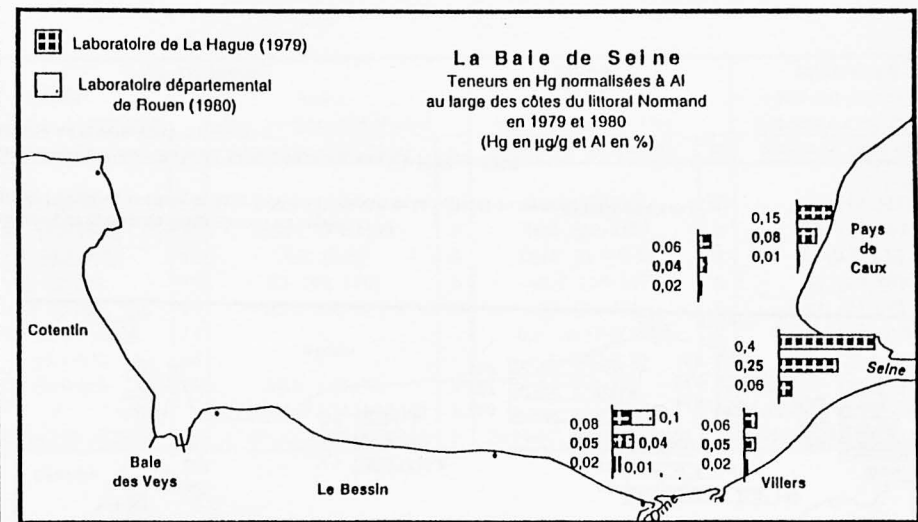 Laboratoire de La Hague (1979)
Laboratoire départemental
de Rouen (1980)
La Baie de Seine
Teneurs en Hg normalisées à Al
au large des côtes du littoral Normand
en 1979 et 1980
(Hg en µg/g et Al en %)
0,15
0,08
0,01
Pays
de
Caux
0,06
0,04
0,02
Cotentin
0,4
0,25
0,06
Seine
0,08
0,1
0,05
0,04
0,02
0,01
0,06
0,05
0,02
Baie
des Veys
Le Bessin
Orne
Villers